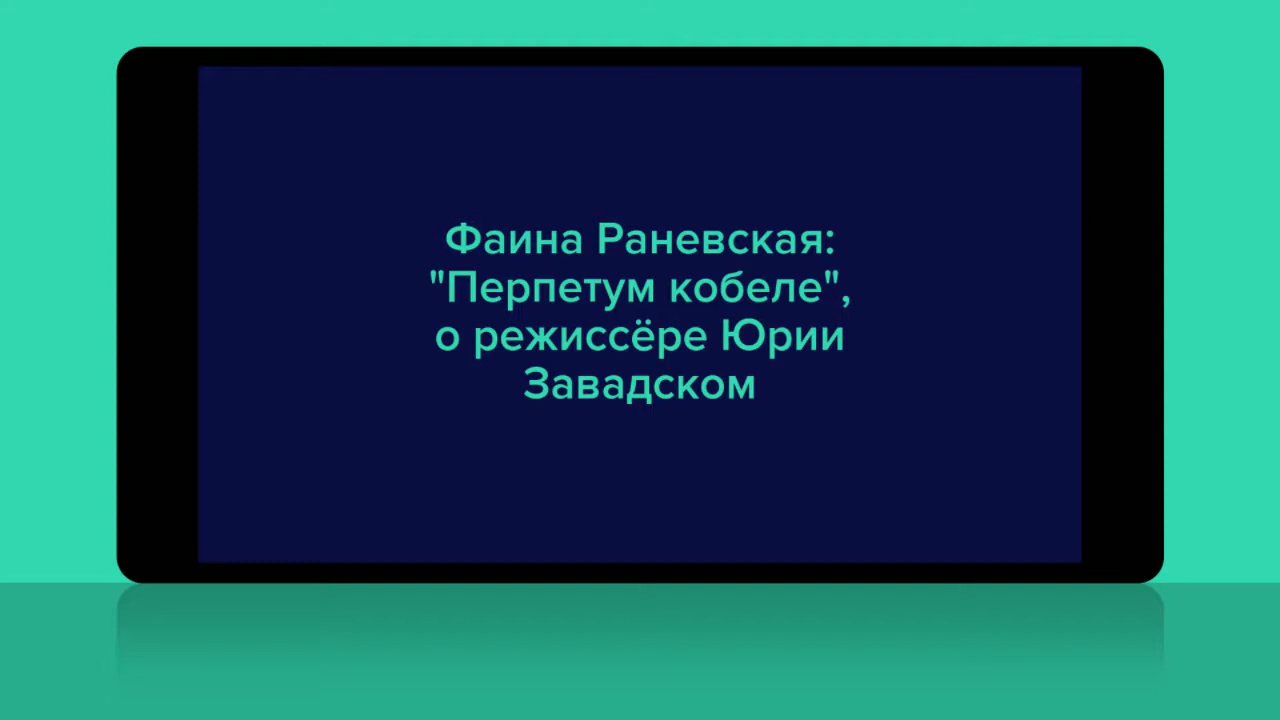 Фаина Раневская:
"Перпетум кобеле",
о режиссёре Юрии
Завадском